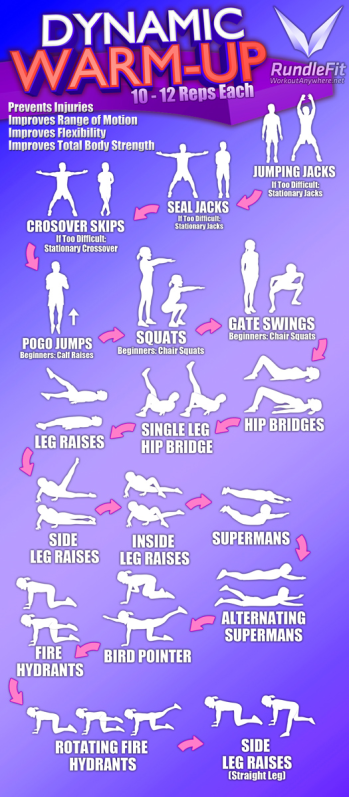 DYNAMIC
WARM-UP
RundleFit
WorkoutAnywhere.net
10 - 12 Reps Each
Prevents Injuries
Improves Range of Motion
Improves Flexibility
Improves Total Body Strength
JUMPING JACKS
If Too Difficult:
Stationary Jacks
SEAL JACKS
If Too Difficult:
Stationary Jacks
CROSOVER SKIPS
If Too Difficult:
Stationary Crossover
POGO JUMPS
Beginners: Calf Raises
SQUATS
Beginners: Chair Squats
GATE SWINGS
Beginners: Chair Squats
HIP BRIDGES
SINGLE LEG
HIP BRIDGE
LEG RAISES
SIDE
LEG RAISES
INSIDE
LEG RAISES
SUPERMANS
ALTERNATING
SUPERMANS
BIRD POINTER
FIRE
HYDRANTS
ROTATING FIRE
HYDRANTS
SIDE
LEG RAISES
(Straight Leg)